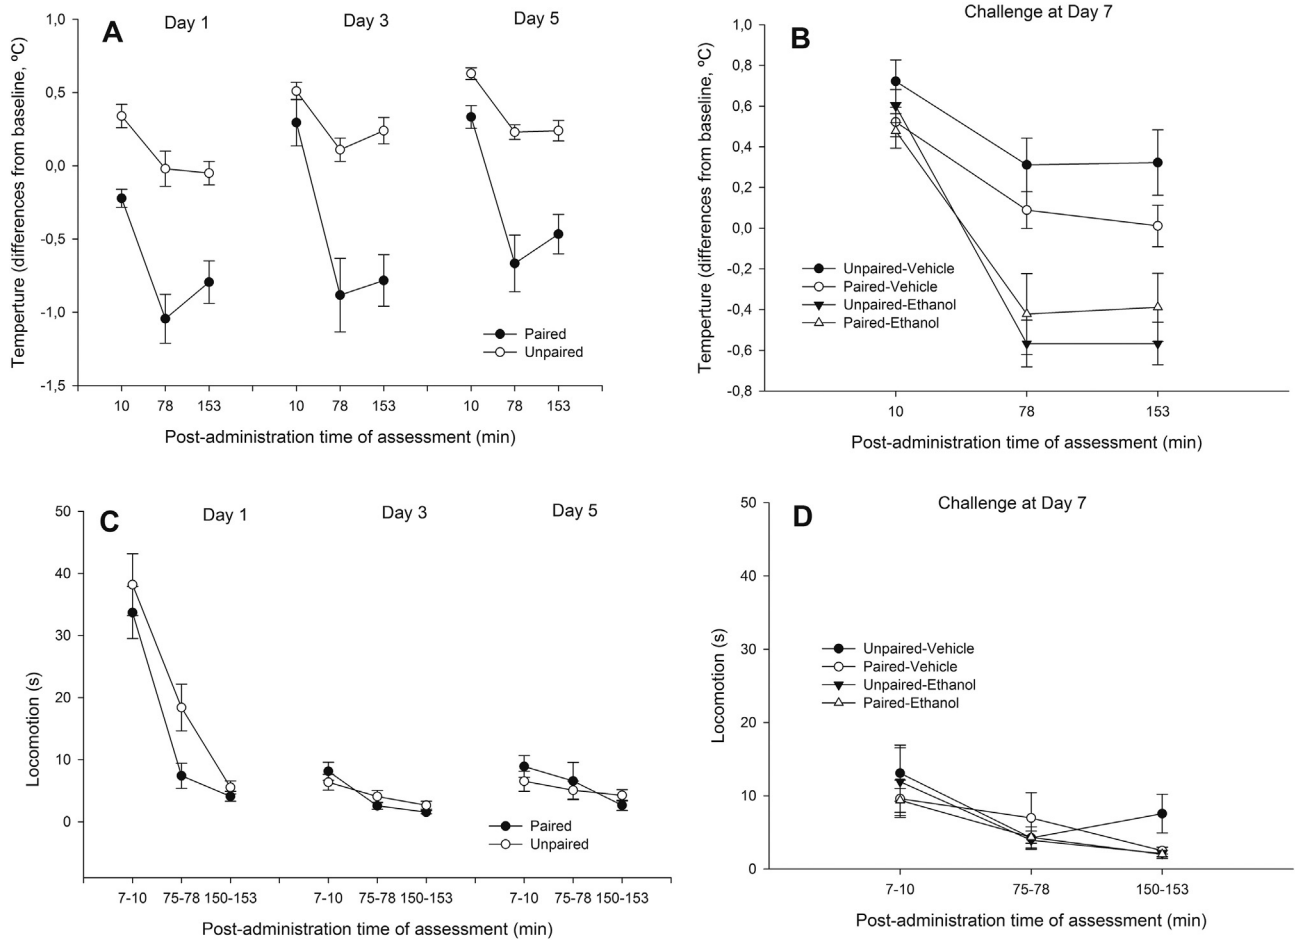 A
Day 1
Day 3
Day 5
1,0
0,5
0,0
-0,5
-1,0
-1,5
Temperture (differences from baseline, ºC)
Paired
Unpaired
10 78 153 10 78 153 10 78 153
Post-administration time of assessment (min)
B
Challenge at Day 7
1,0
0,8
0,6
0,4
0,2
0,0
-0,2
-0,4
-0,6
-0,8
Temperture (differences from baseline, ºC)
Unpaired-Vehicle
Paired-Vehicle
Unpaired-Ethanol
Paired-Ethanol
10 78 153
Post-administration time of assessment (min)
C
Day 1
Day 3
Day 5
50
40
30
20
10
0
Locomotion (s)
Paired
Unpaired
7-10 75-78 150-153 7-10 75-78 150-153 7-10 75-78 150-153
Post-administration time of assessment (min)
D
Challenge at Day 7
50
40
30
20
10
0
Locomotion (s)
Unpaired-Vehicle
Paired-Vehicle
Unpaired-Ethanol
Paired-Ethanol
7-10 75-78 150-153
Post-administration time of assessment (min)